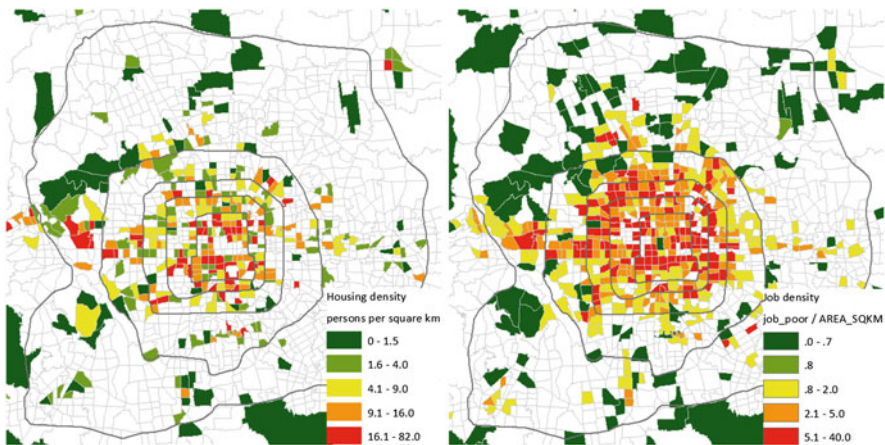 Housing density
persons per square km
0 - 1.5
1.6 - 4.0
4.1 - 9.0
9.1 - 16.0
16.1 - 82.0
Job density
job_poor / AREA_SQKM
.0 - .7
.8
.8 - 2.0
2.1 - 5.0
5.1 - 40.0